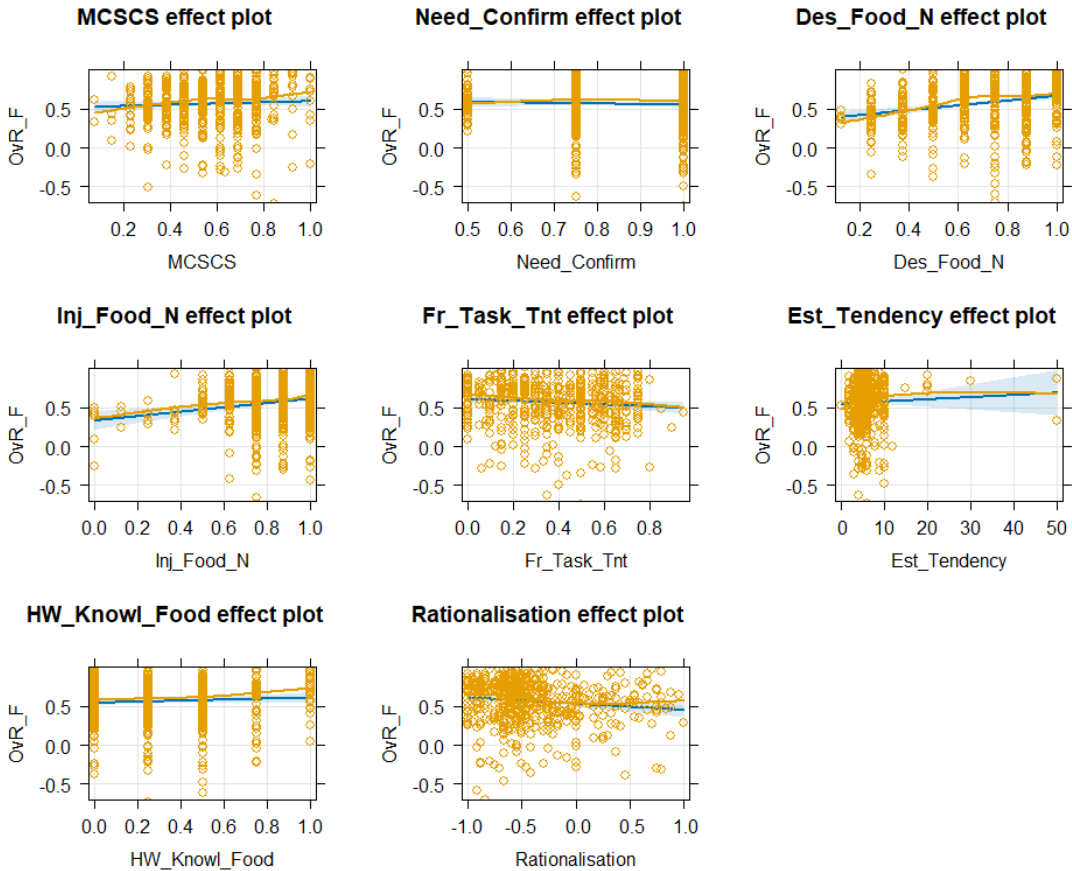 MCSCS effect plot Need_Confirm effect plot Des_Food_N effect plot
OvR_F 0.5 0.0 -0.5 OvR_F 0.5 0.0 -0.5 OvR_F 0.5 0.0 -0.5
0.2 0.4 0.6 0.8 1.0 0.5 0.6 0.7 0.8 0.9 1.0 0.2 0.4 0.6 0.8 1.0
MCSCS Need_Confirm Des_Food_N
Inj_Food_N effect plot Fr_Task_Tnt effect plot Est_Tendency effect plot
OvR_F 0.5 0.0 -0.5 OvR_F 0.5 0.0 -0.5 OvR_F 0.5 0.0 -0.5
0.0 0.2 0.4 0.6 0.8 1.0 0.0 0.2 0.4 0.6 0.8 0 10 20 30 40 50
Inj_Food_N Fr_Task_Tnt Est_Tendency
HW_Knowl_Food effect plot Rationalisation effect plot
OvR_F 0.5 0.0 -0.5 OvR_F 0.5 0.0 -0.5
0.0 0.2 0.4 0.6 0.8 1.0 -1.0 -0.5 0.0 0.5 1.0
HW_Knowl_Food Rationalisation